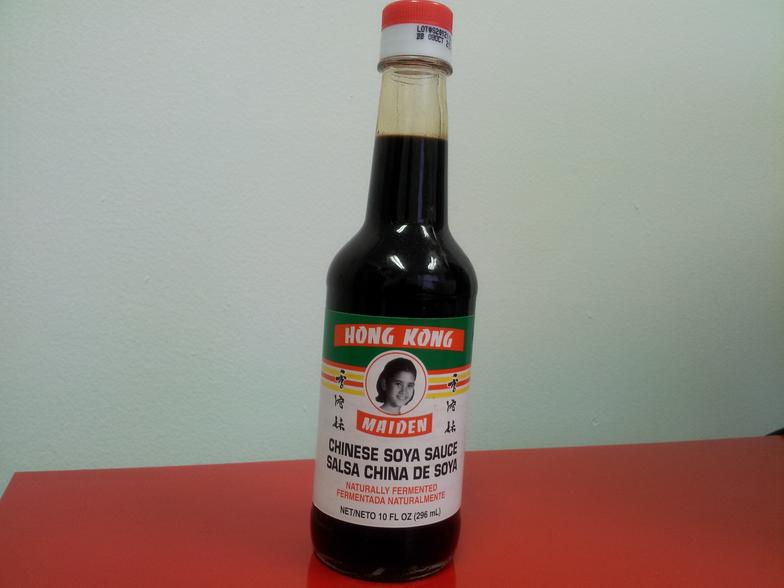 HONG KONG
MAIDEN
CHINESE SOYA SAUCE
SALSA CHINA DE SOYA
NATURALLY FERMENTED
FERMENTADA NATURALMENTE
NET/NETO 10 FL OZ (296 mL)